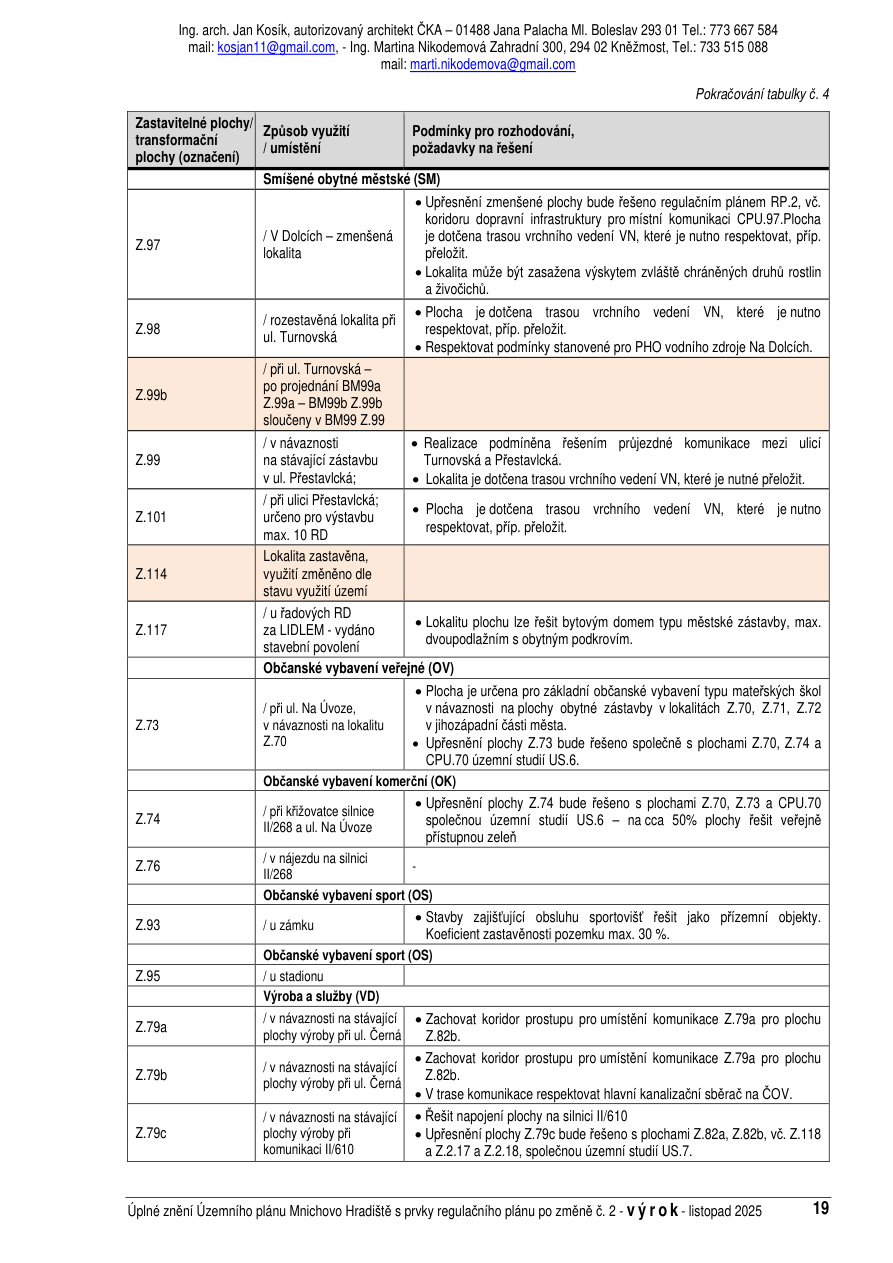 Ing. arch. Jan Kosík, autorizovaný architekt ČKA – 01488 Jana Palacha Ml. Boleslav 293 01 Tel.: 773 667 584
mail: kosjan11@gmail.com, - Ing. Martina Nikodemová Zahradní 300, 294 02 Kněžmost, Tel.: 733 515 088
mail: marti.nikodemova@gmail.com
Pokračování tabulky č. 4
Zastavitelné plochy/
transformační
plochy (označení)
Způsob využití
/ umístění
Podmínky pro rozhodování,
požadavky na řešení
Smíšené obytné městské (SM)
Z.97
/ V Dolcích – zmenšená
lokalita
• Upřesnění zmenšené plochy bude řešeno regulačním plánem RP.2, vč.
koridoru dopravní infrastruktury pro místní komunikaci CPU.97.Plocha
je dotčena trasou vrchního vedení VN, které je nutno respektovat, příp.
přeložit.
• Lokalita může být zasažena výskytem zvláště chráněných druhů rostlin
a živočichů.
Z.98
/ rozestavěná lokalita při
ul. Turnovská
• Plocha je dotčena trasou vrchního vedení VN, které je nutno
respektovat, příp. přeložit.
• Respektovat podmínky stanovené pro PHO vodního zdroje Na Dolcích.
Z.99b
/ při ul. Turnovská –
po projednání BM99a
Z.99a – BM99b Z.99b
sloučeny v BM99 Z.99
Z.99
/ v návaznosti
na stávající zástavbu
v ul. Přestavlcká;
• Realizace podmíněna řešením průjezdné komunikace mezi ulicí
Turnovská a Přestavlcká.
• Lokalita je dotčena trasou vrchního vedení VN, které je nutné přeložit.
Z.101
/ při ulici Přestavlcká;
určeno pro výstavbu
max. 10 RD
• Plocha je dotčena trasou vrchního vedení VN, které je nutno
respektovat, příp. přeložit.
Z.114
Lokalita zastavěna,
využití změněno dle
stavu využití území
Z.117
/ u řadových RD
za LIDLEM - vydáno
stavební povolení
• Lokalitu plochu lze řešit bytovým domem typu městské zástavby, max.
dvoupodlažním s obytným podkrovím.
Občanské vybavení veřejné (OV)
Z.73
/ při ul. Na Úvoze,
v návaznosti na lokalitu
Z.70
• Plocha je určena pro základní občanské vybavení typu mateřských škol
v návaznosti na plochy obytné zástavby v lokalitách Z.70, Z.71, Z.72
v jihozápadní části města.
• Upřesnění plochy Z.73 bude řešeno společně s plochami Z.70, Z.74 a
CPU.70 územní studií US.6.
Občanské vybavení komerční (OK)
Z.74
/ při křižovatce silnice
II/268 a ul. Na Úvoze
• Upřesnění plochy Z.74 bude řešeno s plochami Z.70, Z.73 a CPU.70
společnou územní studií US.6 – na cca 50% plochy řešit veřejně
přístupnou zeleň
Z.76
/ v nájezdu na silnici
II/268
-
Občanské vybavení sport (OS)
Z.93
/ u zámku
• Stavby zajišťující obsluhu sportovišť řešit jako přízemní objekty.
Koeficient zastavěnosti pozemku max. 30 %.
Občanské vybavení sport (OS)
Z.95
/ u stadionu
Výroba a služby (VD)
Z.79a
/ v návaznosti na stávající
plochy výroby při ul. Černá
• Zachovat koridor prostupu pro umístění komunikace Z.79a pro plochu
Z.82b.
Z.79b
/ v návaznosti na stávající
plochy výroby při ul. Černá
• Zachovat koridor prostupu pro umístění komunikace Z.79a pro plochu
Z.82b.
• V trase komunikace respektovat hlavní kanalizační sběrač na ČOV.
Z.79c
/ v návaznosti na stávající
plochy výroby při
komunikaci II/610
• Řešit napojení plochy na silnici II/610
• Upřesnění plochy Z.79c bude řešeno s plochami Z.82a, Z.82b, vč. Z.118
a Z.2.17 a Z.2.18, společnou územní studií US.7.
Úplné znění Územního plánu Mnichovo Hradiště s prvky regulačního plánu po změně č. 2 - v ý r o k - listopad 2025
19